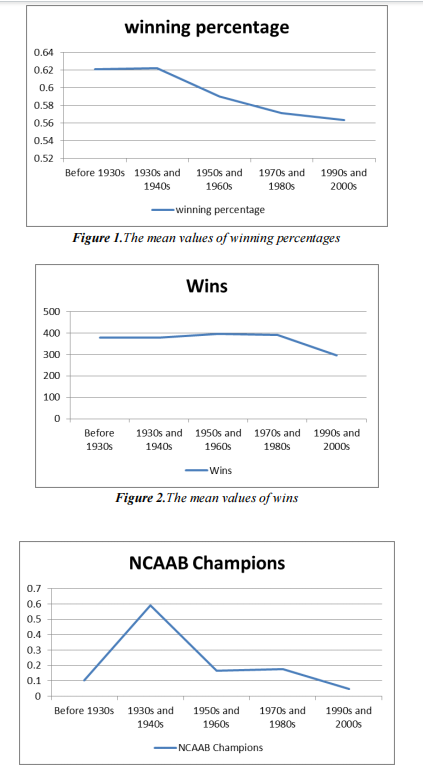 winning percentage
0.64
0.62
0.6
0.58
0.56
0.54
0.52
Before 1930s 1930s and 1950s and 1970s and 1990s and
1940s 1960s 1980s 2000s
winning percentage
Figure 1.The mean values of winning percentages
Wins
500
400
300
200
100
0
Before 1930s and 1950s and 1970s and 1990s and
1930s 1940s 1960s 1980s 2000s
Wins
Figure 2.The mean values of wins
NCAAB Champions
0.7
0.6
0.5
0.4
0.3
0.2
0.1
0
Before 1930s 1930s and 1950s and 1970s and 1990s and
1940s 1960s 1980s 2000s
NCAAB Champions